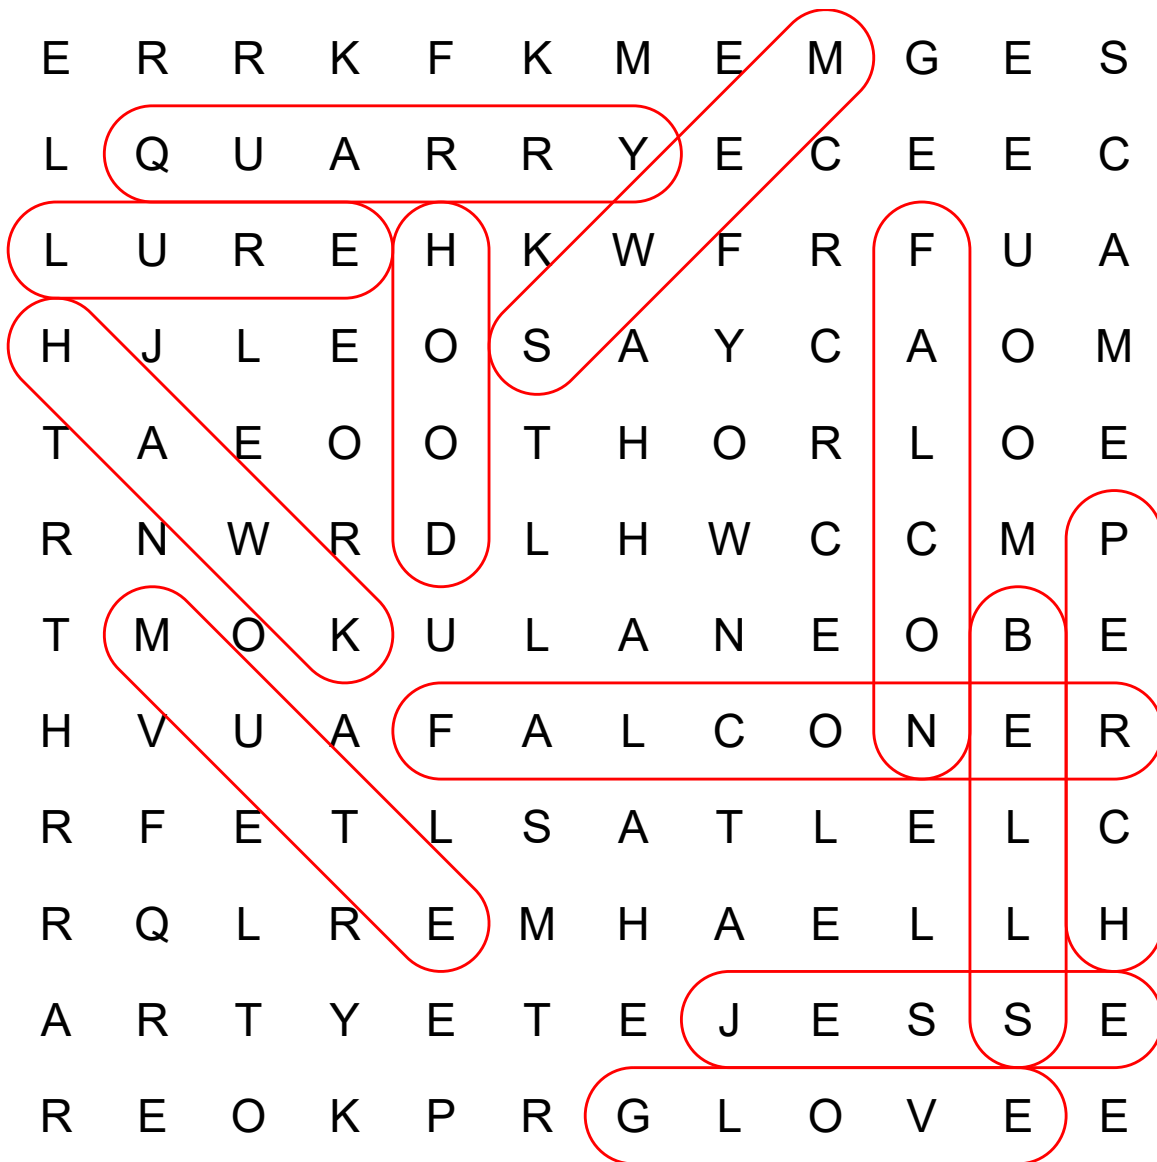 E R R K F K M E M G E S
L Q U A R R Y E C E E C
L U R E H K W F R F U A
H J L E O S A Y C A O M
T A E O O T H O R L O E
R N W R D L H W C C M P
T M O K U L A N E O B E
H V U A F A L C O N E R
R F E T L S A T L E L C
R Q L R E M H A E L L H
A R T Y E T E J E S S E
R E O K P R G L O V E E